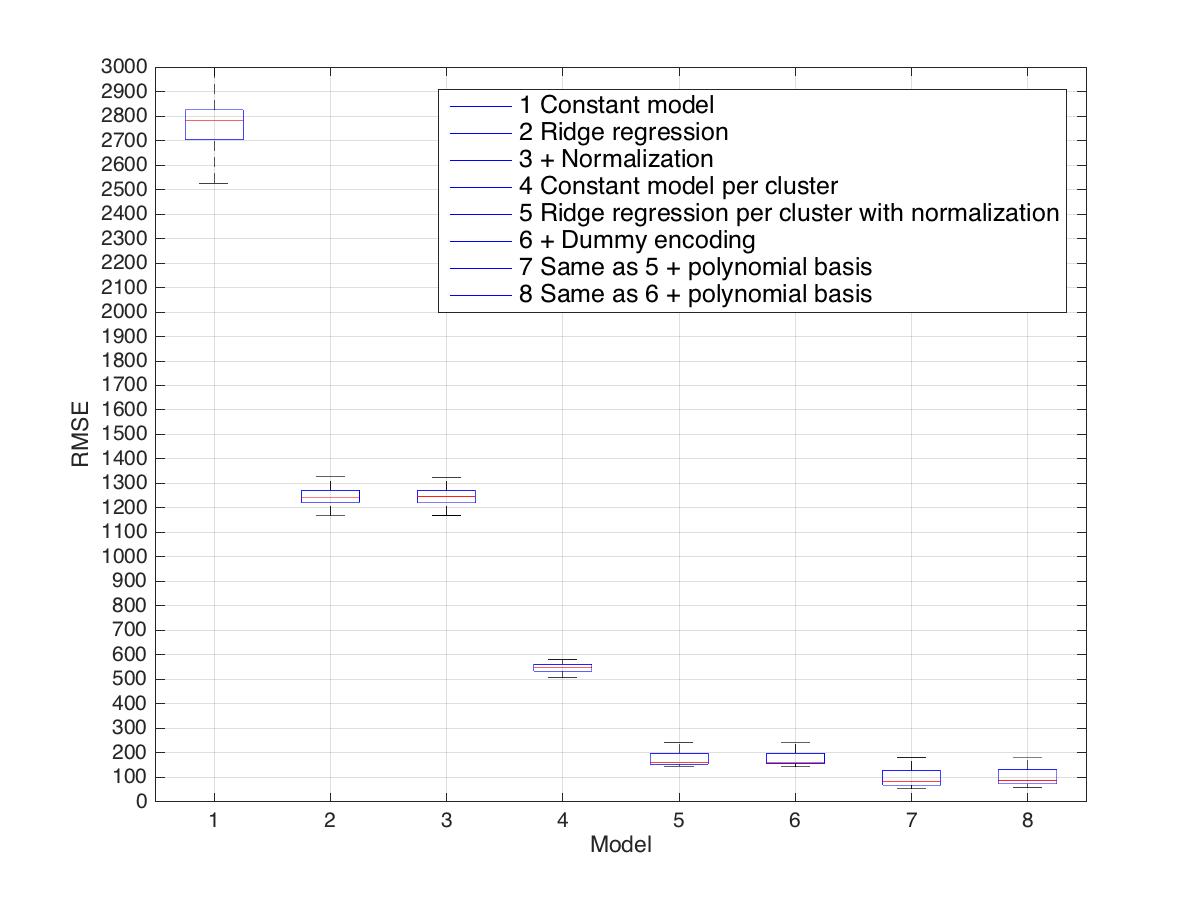 3000
2900
2800
2700
2600
2500
2400
2300
2200
2100
2000
1900
1800
1700
1600
1500
1400
1300
1200
1100
1000
900
800
700
600
500
400
300
200
100
0
RMSE
1 Constant model
2 Ridge regression
3 + Normalization
4 Constant model per cluster
5 Ridge regression per cluster with normalization
6 + Dummy encoding
7 Same as 5 + polynomial basis
8 Same as 6 + polynomial basis
1 2 3 4 5 6 7 8
Model